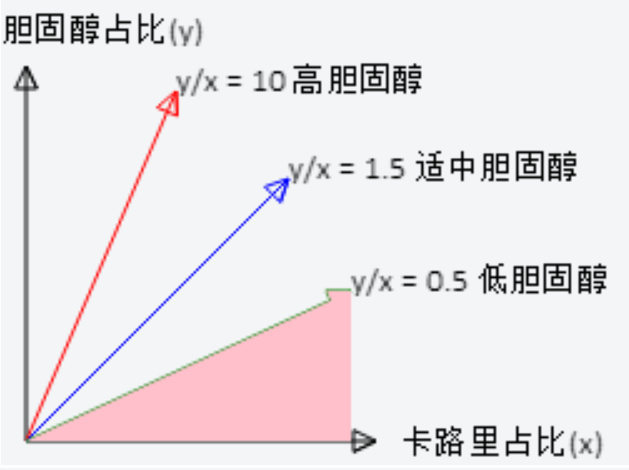 胆固醇占比(y)
y/x = 10 高胆固醇
y/x = 1.5 适中胆固醇
y/x = 0.5 低胆固醇
卡路里占比(x)